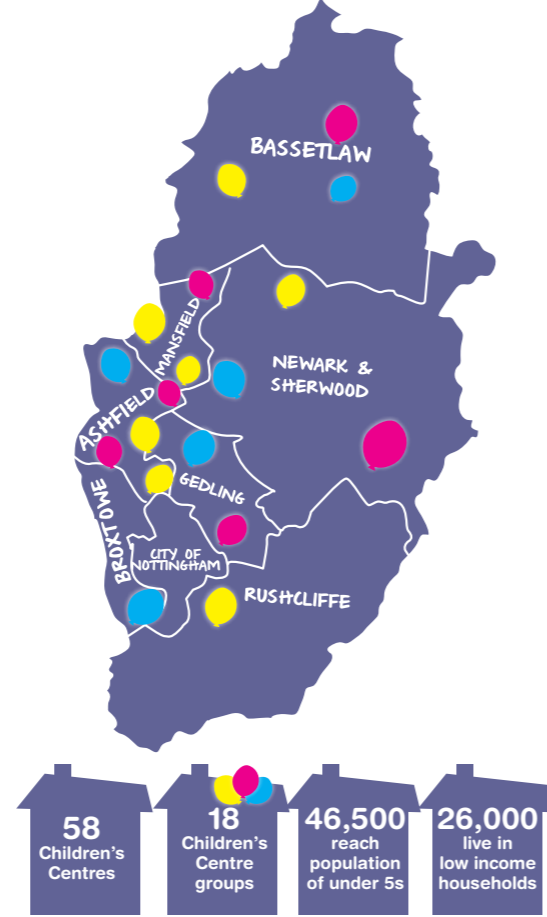 BASSETLAW
MANSFIELD
NEWARK &
SHERWOOD
ASHFIELD
GEDLING
BROXTOWE
CITY OF
NOTTINGHAM
RUSHCLIFFE
58
Children's
Centres
18
Children's
Centre
groups
46,500
reach
population
of under 5s
26,000
live in
low income
households